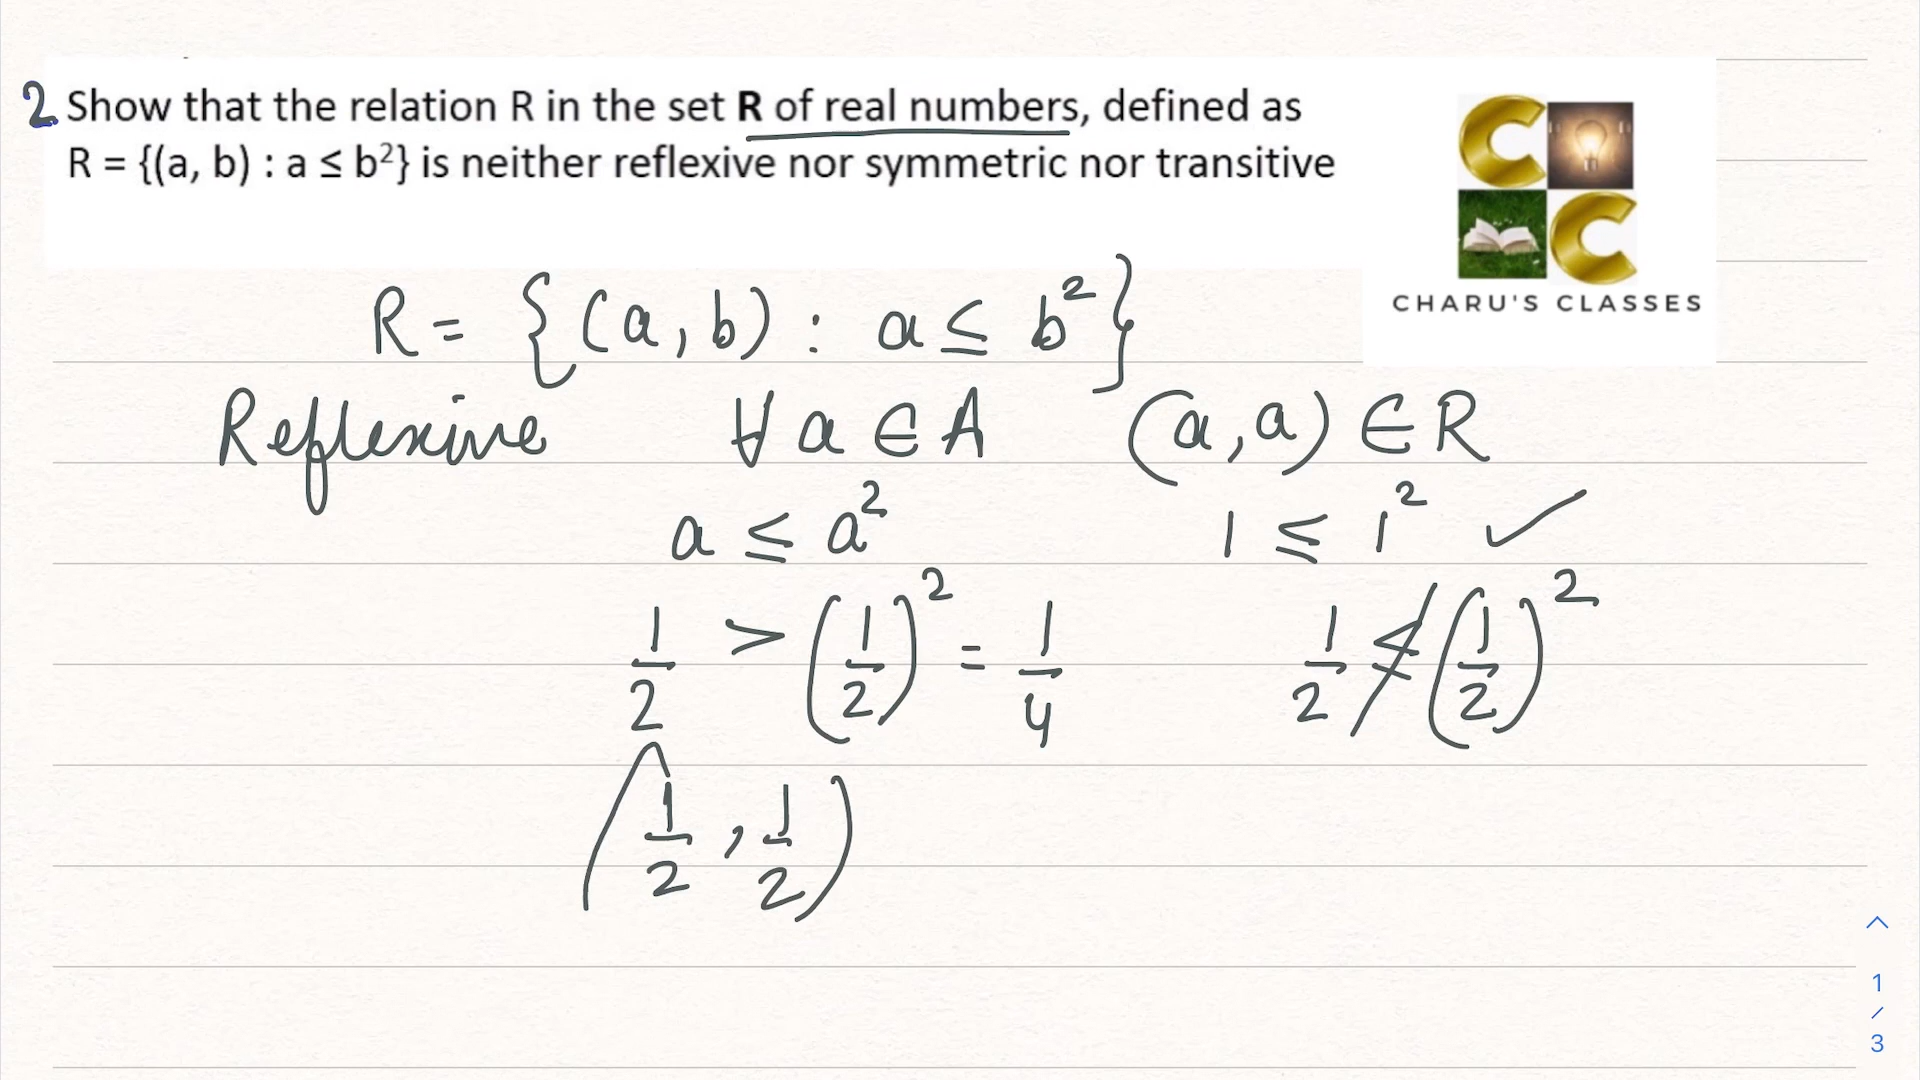 2 Show that the relation R in the set R of real numbers, defined as
R = {(a, b) : a ≤ b²} is neither reflexive nor symmetric nor transitive
CHARU'S CLASSES
R = {(a, b) : a ≤ b²}
Reflexive ∀ a ∈ A (a, a) ∈ R
a ≤ a² 1 ≤ 1² ✓
1/2 > (1/2)² = 1/4 1/2 ≰ (1/2)²
(1/2, 1/2)
1
/
3